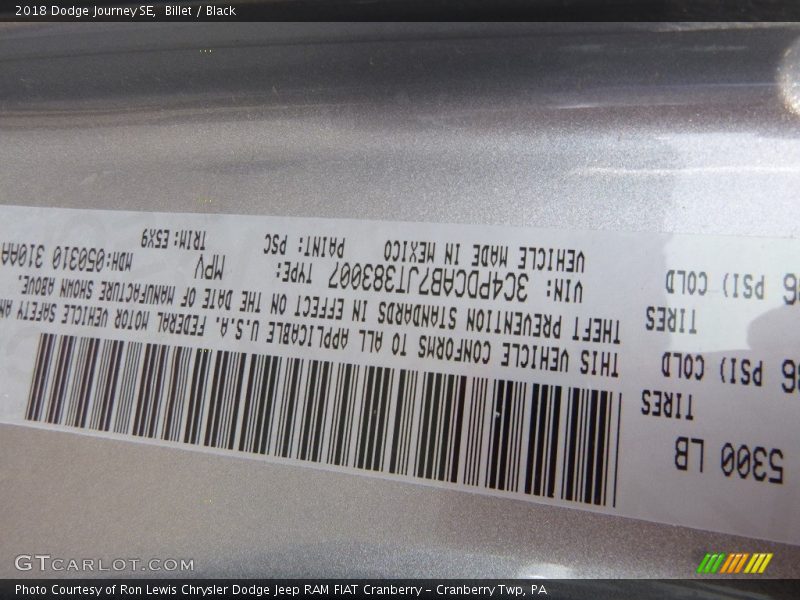 2018 Dodge Journey SE, Billet / Black
5300 LB
TIRES
PSI) COLD
TIRES
PSI) COLD
THIS VEHICLE CONFORMS TO ALL APPLICABLE U.S.A. FEDERAL MOTOR VEHICLE SAFETY
THEFT PREVENTION STANDARDS IN EFFECT ON THE DATE OF MANUFACTURE SHOWN ABOVE.
VIN: 3C4PDCAB7JT383007 TYPE: MPV MDH:050310 310AA
VEHICLE MADE IN MEXICO PAINT: PSC TRIM: E5X9
GTCARLOT.COM
Photo Courtesy of Ron Lewis Chrysler Dodge Jeep RAM FIAT Cranberry – Cranberry Twp, PA